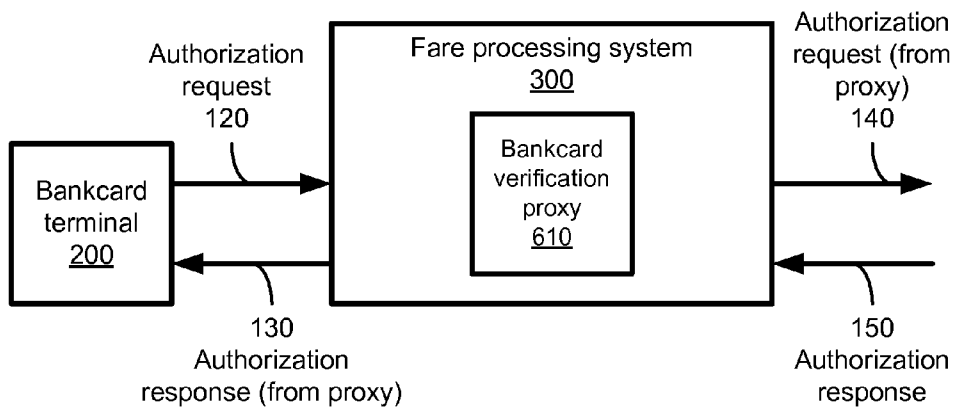 Authorization
request
120
Fare processing system
300
Authorization
request (from
proxy)
140
Bankcard
terminal
200
Bankcard
verification
proxy
610
130
Authorization
response (from proxy)
150
Authorization
response